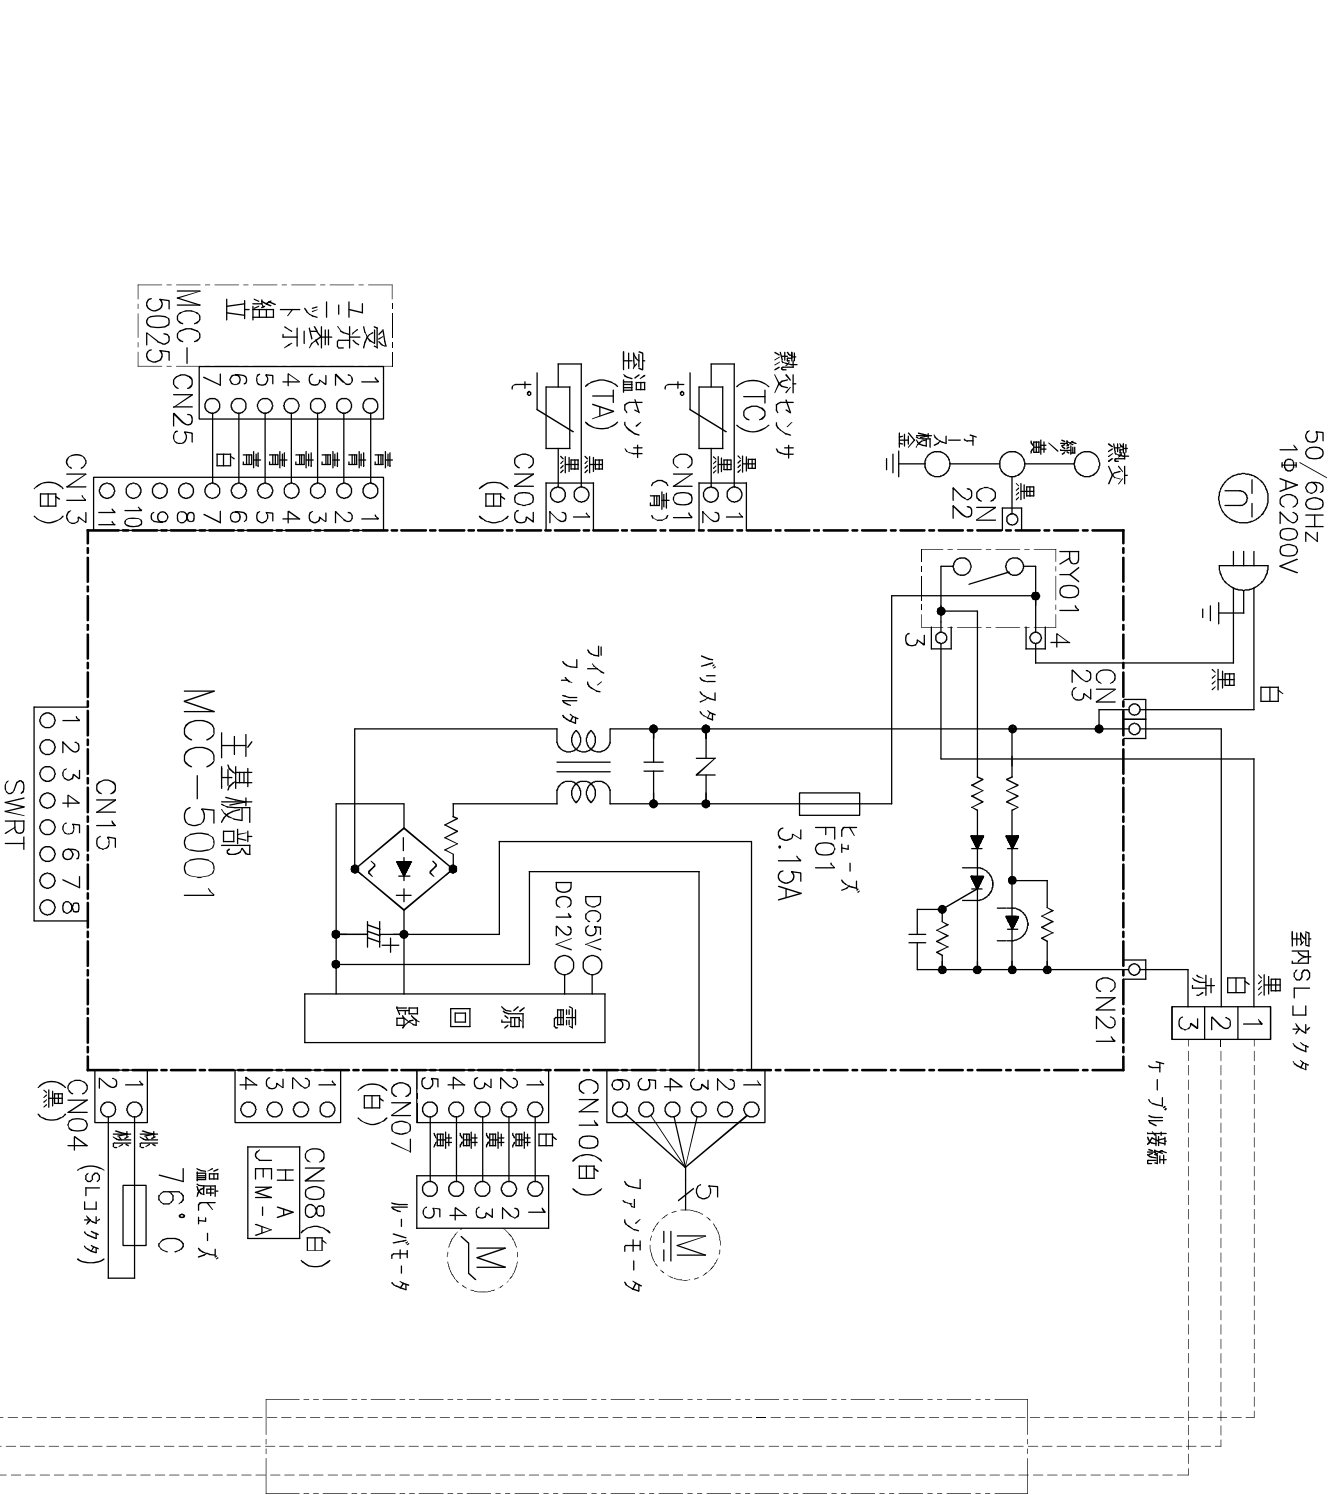 50/60Hz
1ΦAC200V
白
黒
熱交
緑/
黄
ケース
板
金
黒
CN
22
CN
23
RY01
4
3
室内SLコネクタ
黒
白
赤
1
2
3
ケーブル接続
CN21
熱交センサ
(TC)
t°
黒
黒
CN01
(青)
1
2
室温センサ
(TA)
t°
黒
黒
CN03
(白)
1
2
受光表示
ユニット組立
MCC-
5025
1
2
3
4
5
6
7
CN25
青
青
青
青
青
青
白
1
2
3
4
5
6
7
8
9
10
11
CN13
(白)
バリスタ
ライン
フィルタ
ヒューズ
F01
3.15A
主基板部
MCC-5001
DC5V
DC12V
電源回路
CN15
1 2 3 4 5 6 7 8
SWRT
1
2
3
4
5
6
CN10(白)
5
M
ファンモータ
1
2
3
4
5
CN07
(白)
白
黄
黄
黄
黄
1
2
3
4
5
M
ルーバモータ
1
2
3
4
CN08(白)
HA
JEM-A
1
2
CN04
(黒)
桃
桃
温度ヒューズ
76°C
(SLコネクタ)